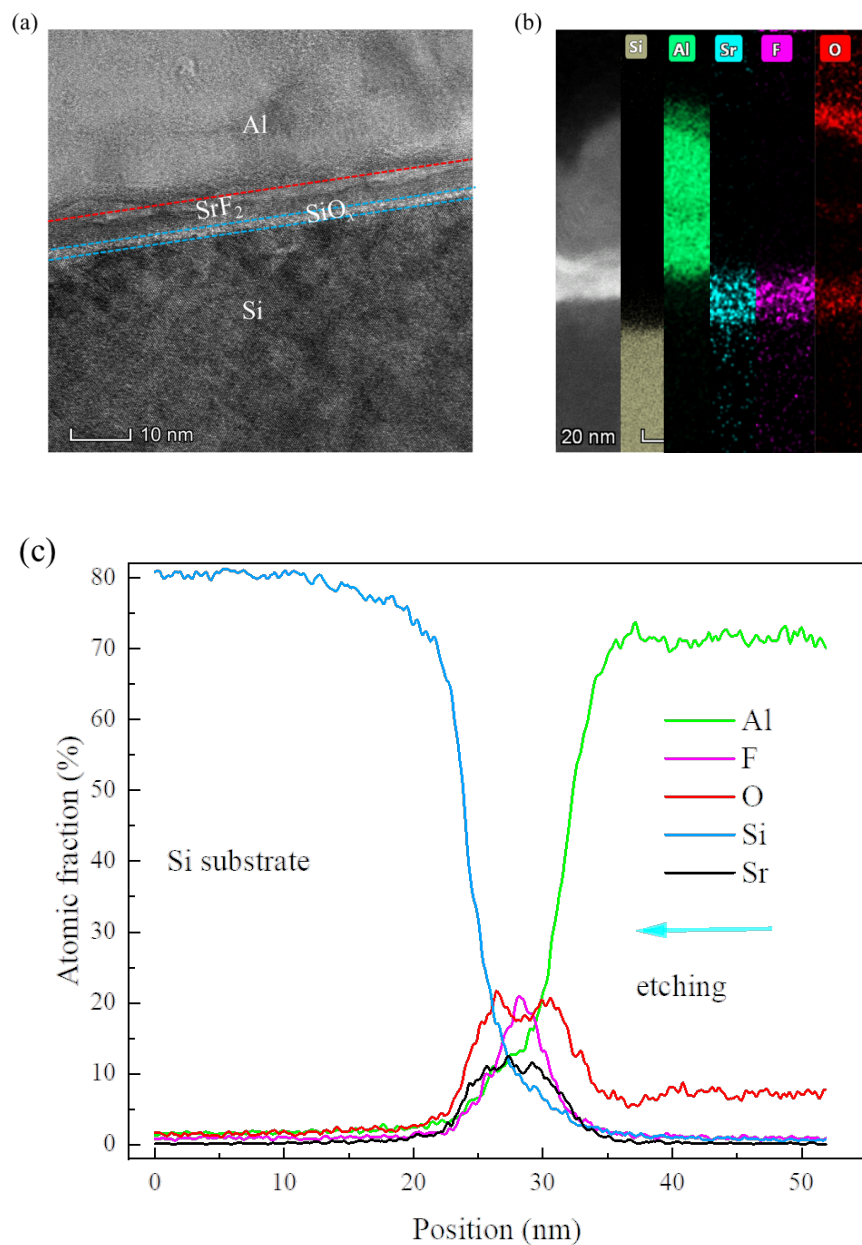 (a)
Al
SrF2
SiOx
Si
10 nm
(b)
Si Al Sr F O
20 nm
(c)
80
70
60
50
40
30
20
10
0
Atomic fraction (%)
Al
F
O
Si
Sr
Si substrate
etching
0 10 20 30 40 50
Position (nm)